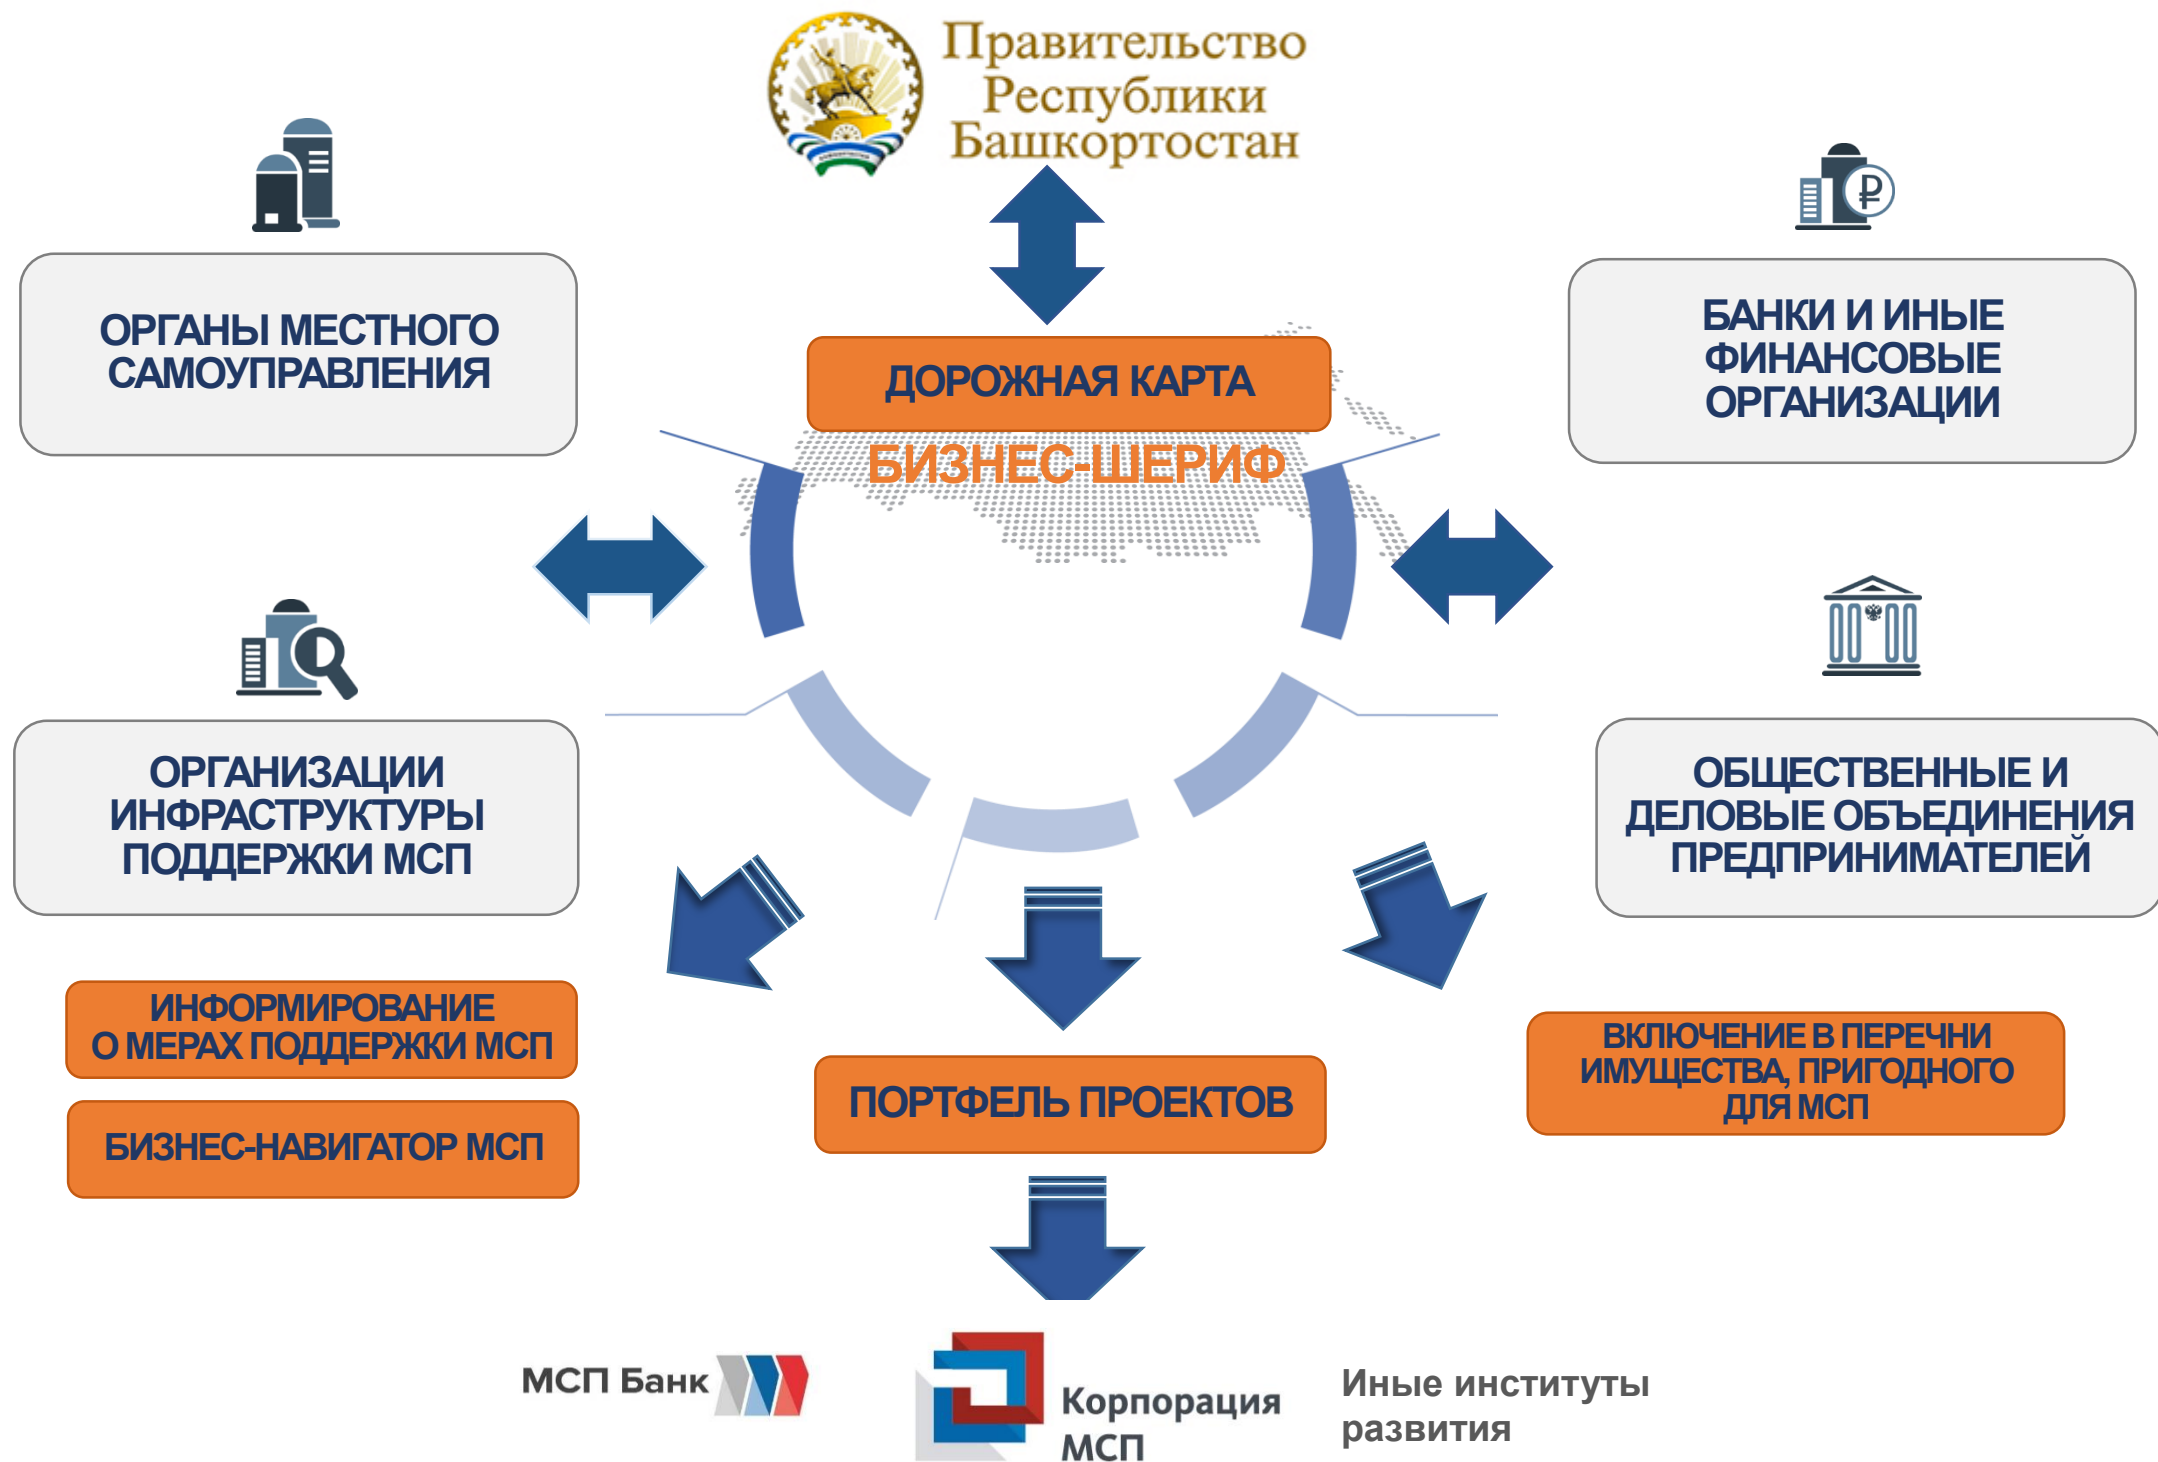 Правительство
Республики
Башкортостан
ОРГАНЫ МЕСТНОГО
САМОУПРАВЛЕНИЯ
ДОРОЖНАЯ КАРТА
БИЗНЕС-ШЕРИФ
БАНКИ И ИНЫЕ
ФИНАНСОВЫЕ
ОРГАНИЗАЦИИ
ОРГАНИЗАЦИИ
ИНФРАСТРУКТУРЫ
ПОДДЕРЖКИ МСП
ОБЩЕСТВЕННЫЕ И
ДЕЛОВЫЕ ОБЪЕДИНЕНИЯ
ПРЕДПРИНИМАТЕЛЕЙ
ИНФОРМИРОВАНИЕ
О МЕРАХ ПОДДЕРЖКИ МСП
БИЗНЕС-НАВИГАТОР МСП
ПОРТФЕЛЬ ПРОЕКТОВ
ВКЛЮЧЕНИЕ В ПЕРЕЧНИ
ИМУЩЕСТВА, ПРИГОДНОГО
ДЛЯ МСП
МСП Банк
Корпорация
МСП
Иные институты
развития